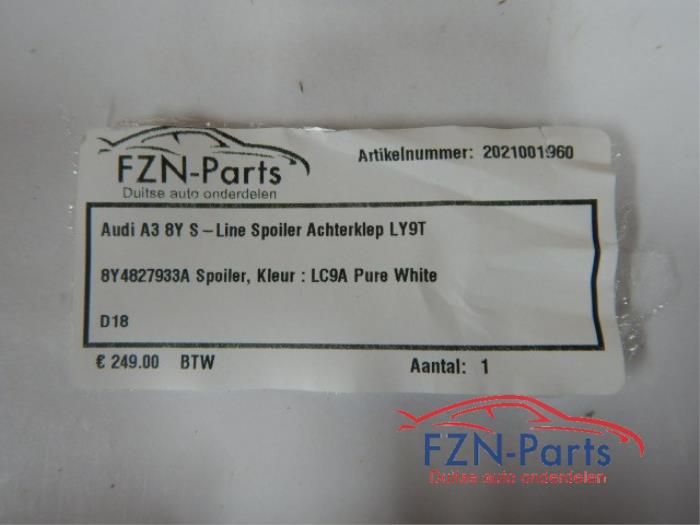 FZN-Parts
Duitse auto onderdelen
Artikelnummer: 2021001960
Audi A3 8Y S-Line Spoiler Achterklep LY9T
8Y4827933A Spoiler, Kleur : LC9A Pure White
D18
€ 249.00 BTW
Aantal: 1
FZN-Parts
Duitse auto onderdelen